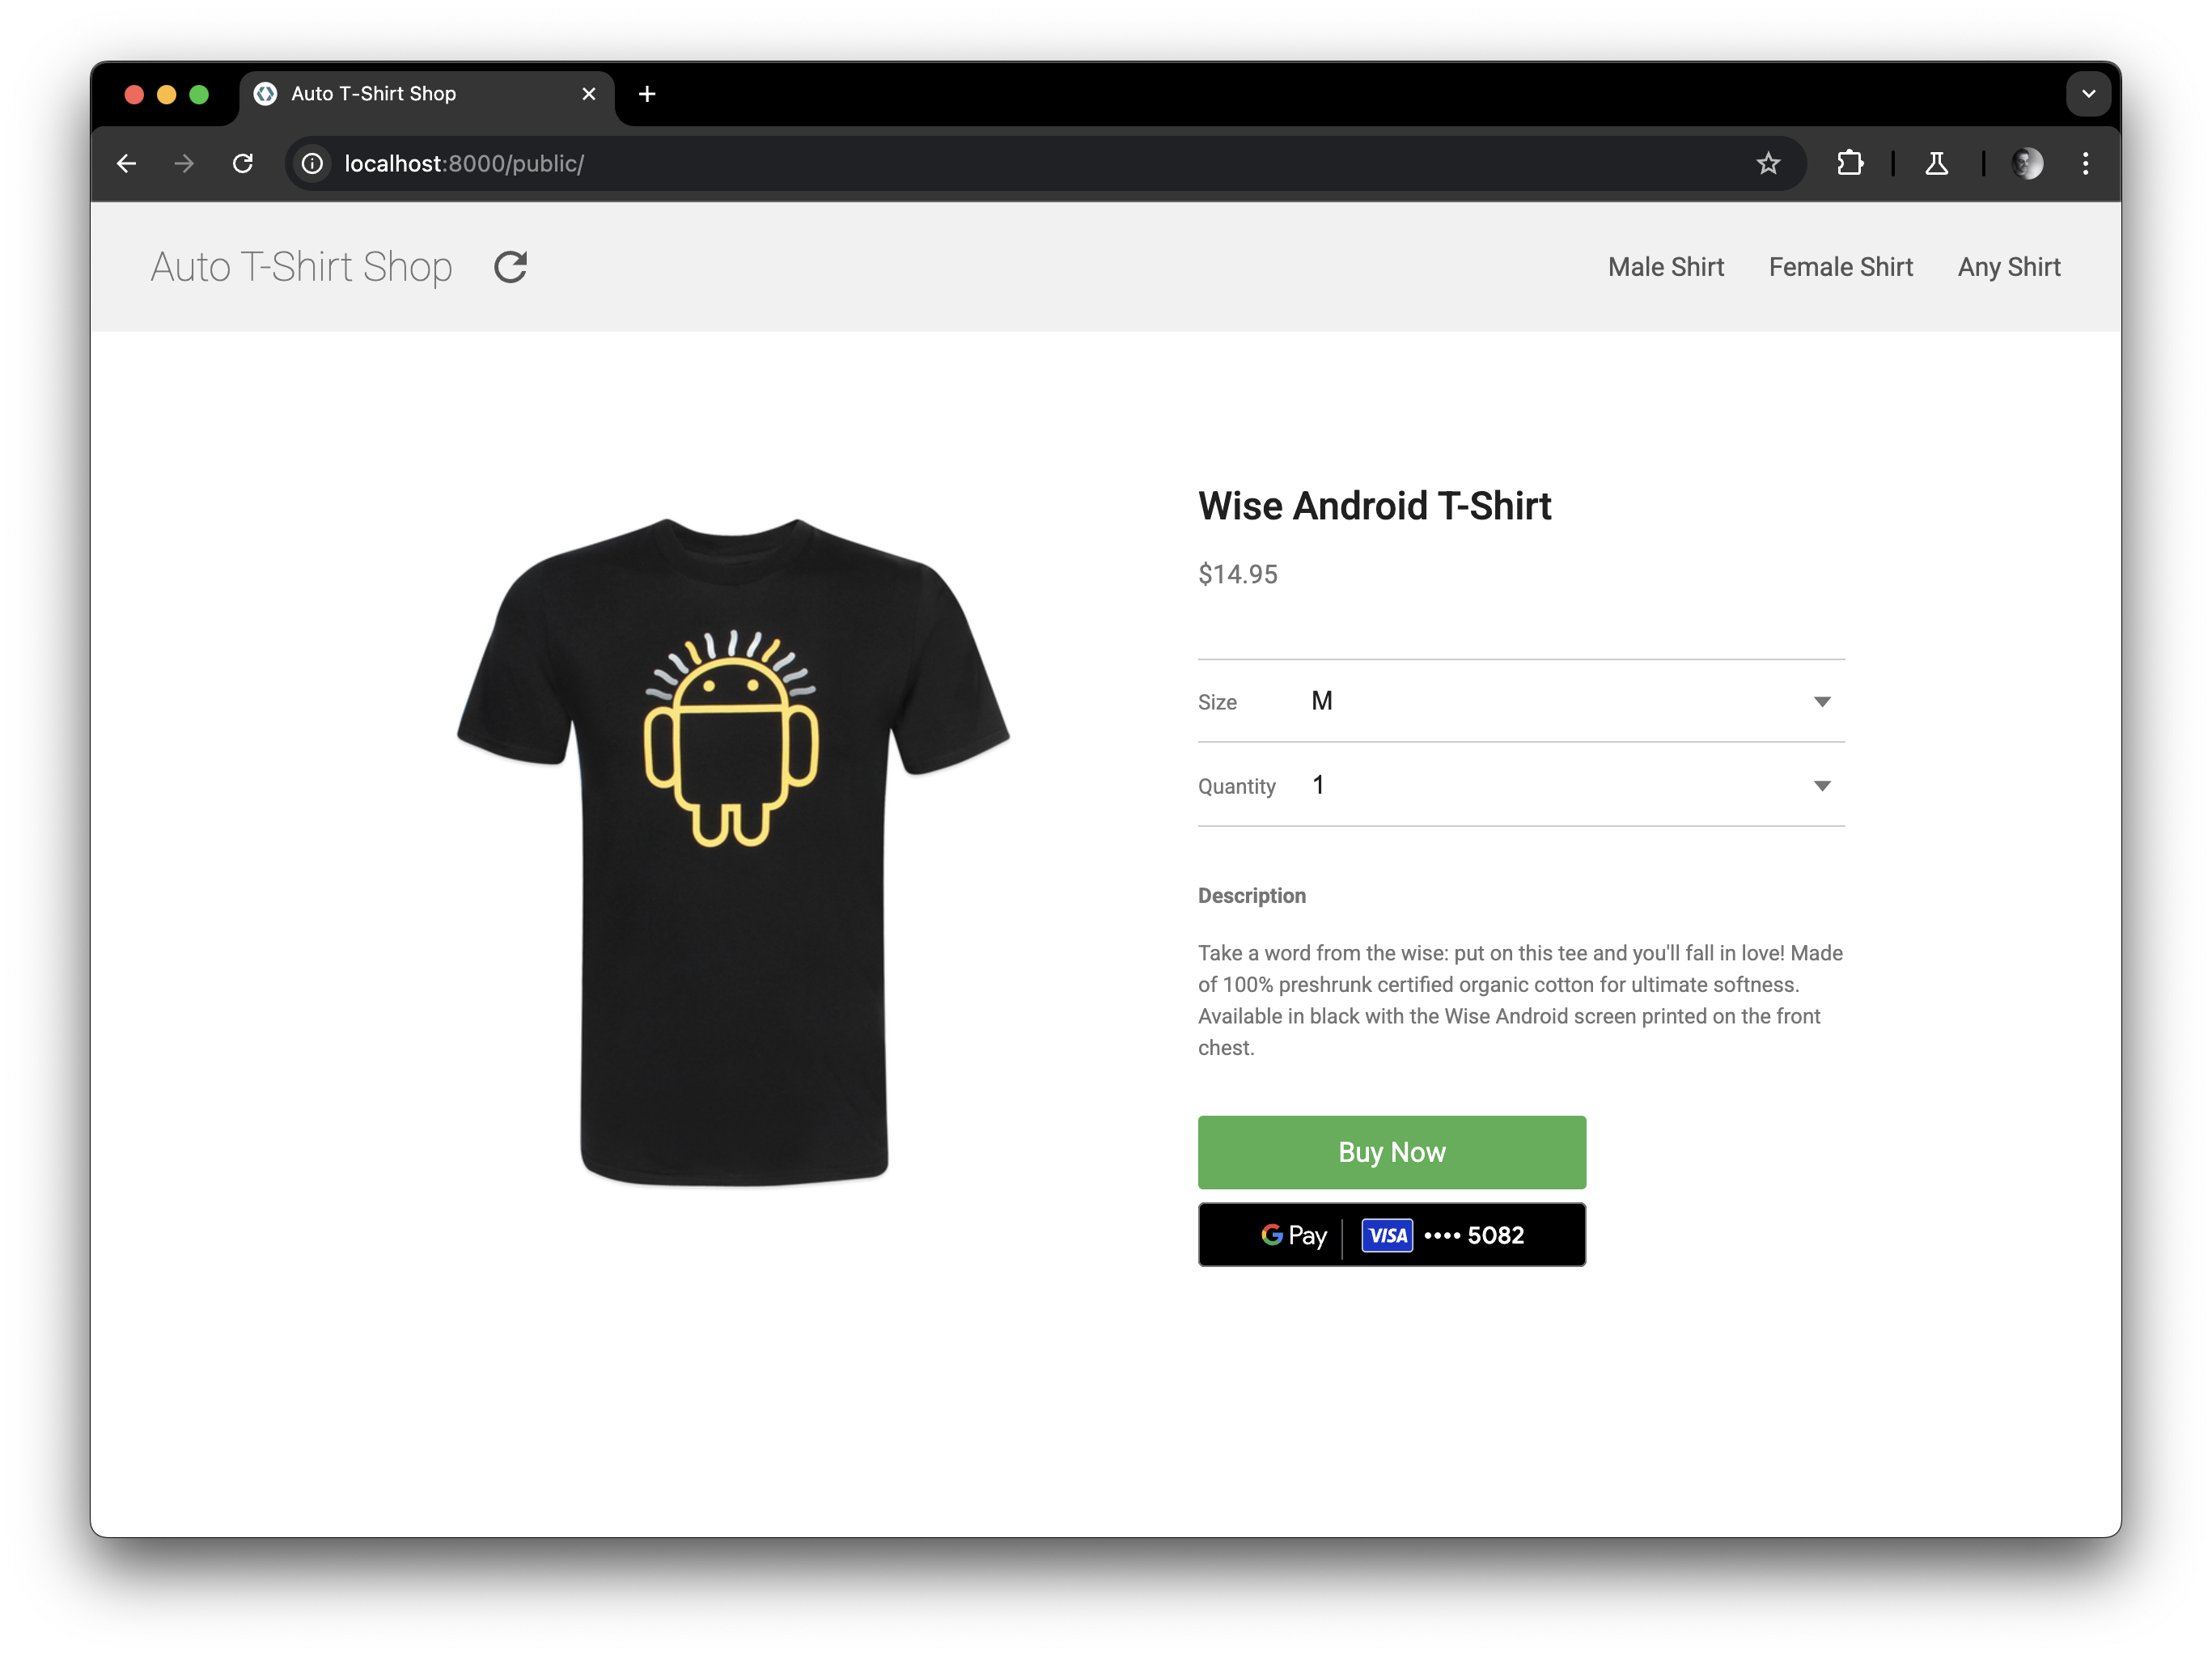 Auto T-Shirt Shop
localhost:8000/public/
Auto T-Shirt Shop
Male Shirt Female Shirt Any Shirt
Wise Android T-Shirt
$14.95
Size M
Quantity 1
Description
Take a word from the wise: put on this tee and you'll fall in love! Made
of 100% preshrunk certified organic cotton for ultimate softness.
Available in black with the Wise Android screen printed on the front
chest.
Buy Now
G Pay VISA •••• 5082